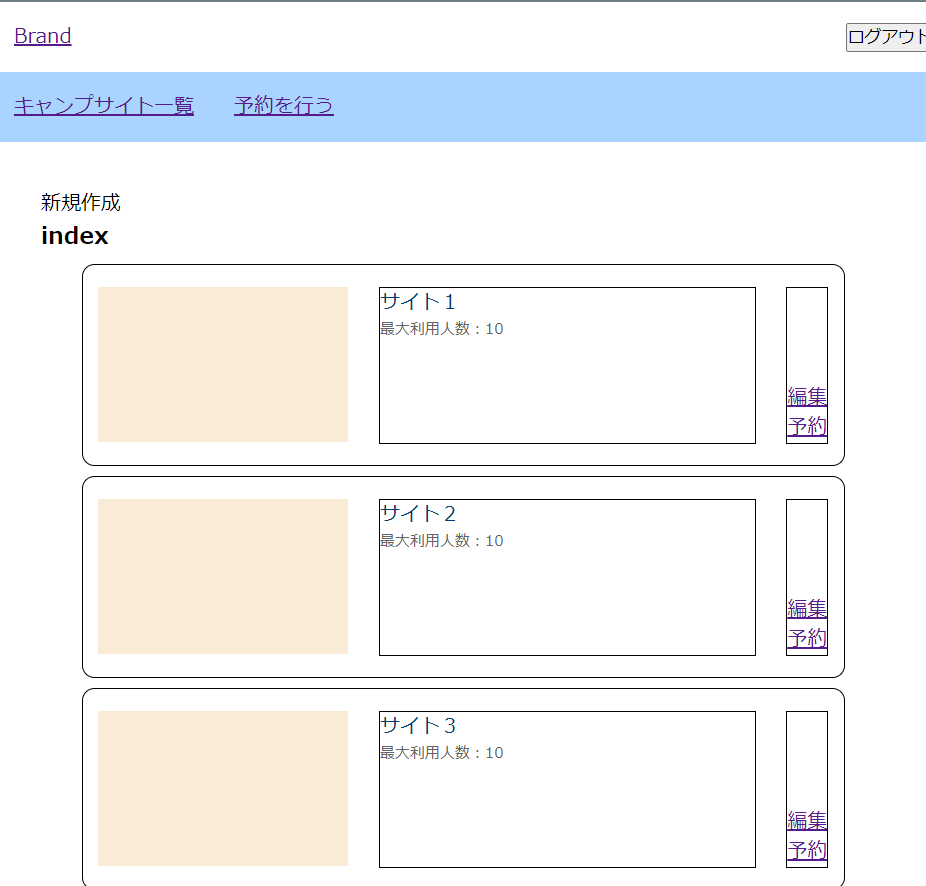 Brand
ログアウト
キャンプサイト一覧 予約を行う
新規作成
index
サイト１
最大利用人数：10
編集
予約
サイト２
最大利用人数：10
編集
予約
サイト３
最大利用人数：10
編集
予約